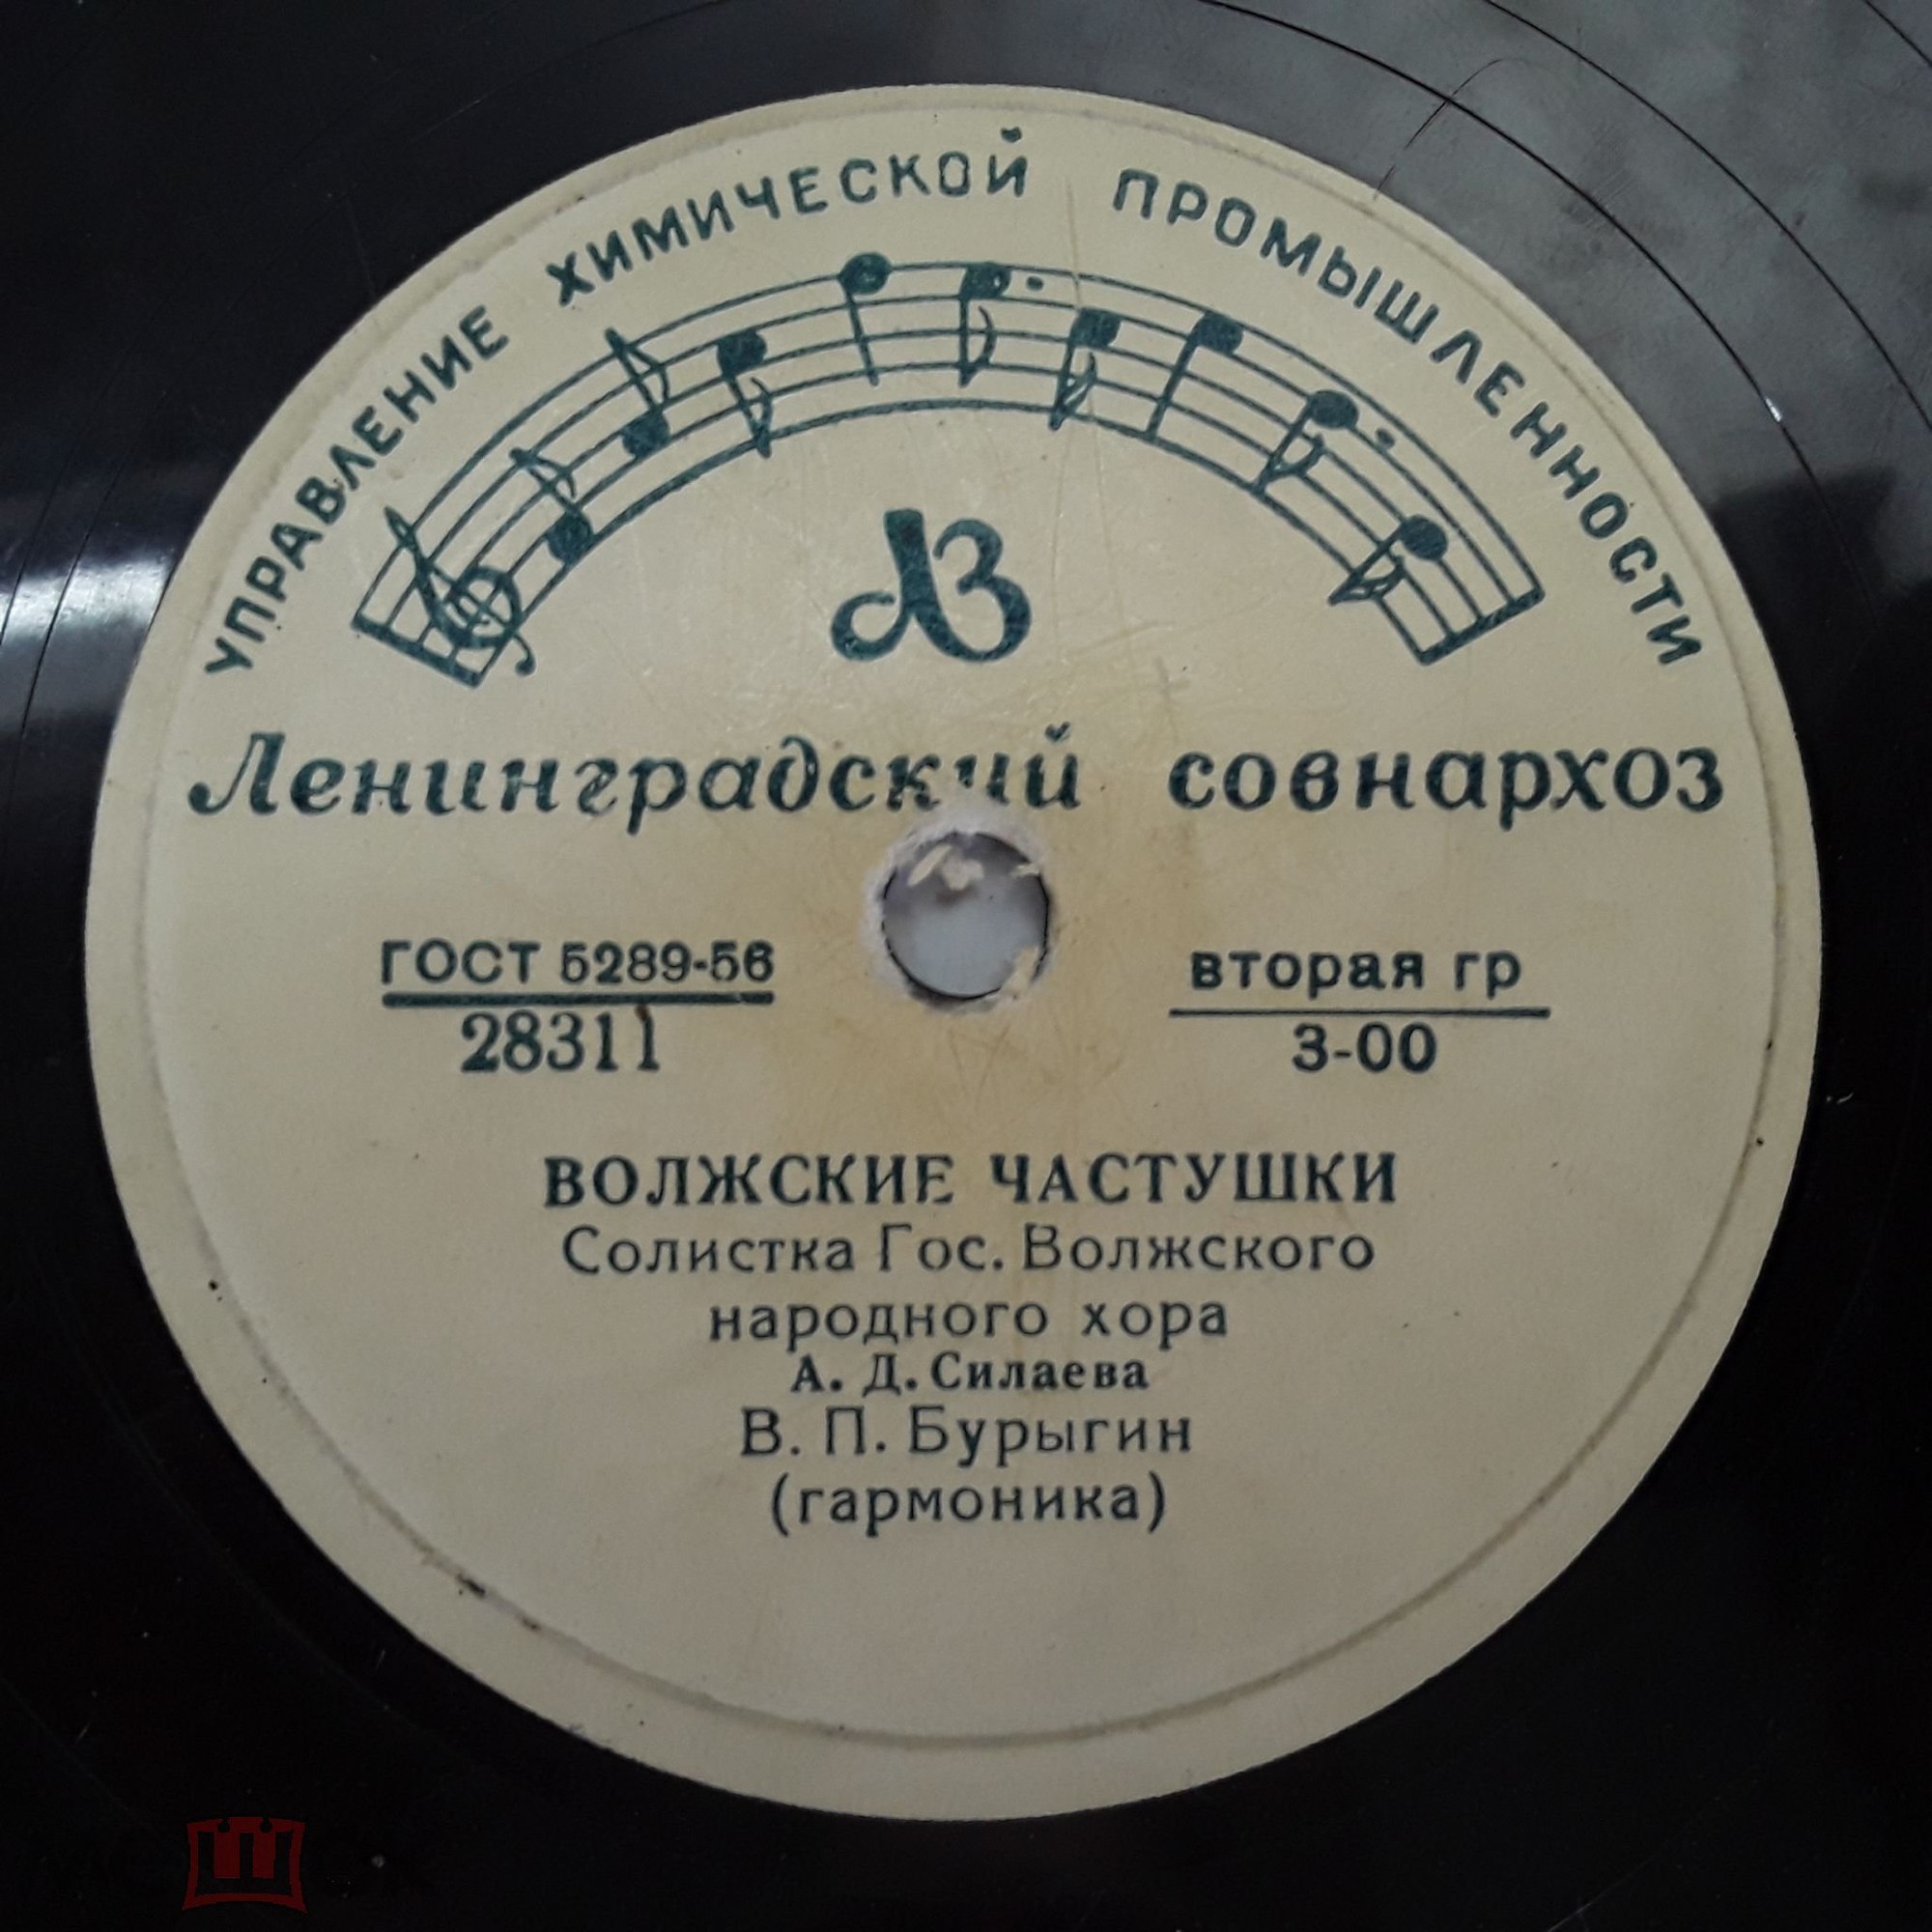 УПРАВЛЕНИЕ ХИМИЧЕСКОЙ ПРОМЫШЛЕННОСТИ
ЛЗ
Ленинградский совнархоз
ГОСТ 5289-56
28311
вторая гр
3-00
ВОЛЖСКИЕ ЧАСТУШКИ
Солистка Гос. Волжского
народного хора
А. Д. Силаева
В. П. Бурыгин
(гармоника)